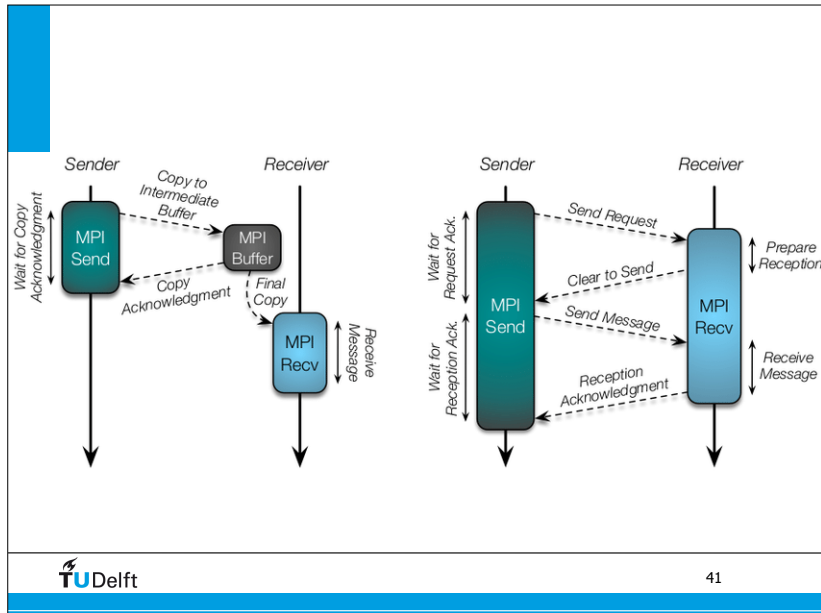 Sender
Receiver
Copy to
Intermediate
Buffer
Wait for Copy
Acknowledgment
MPI
Send
MPI
Buffer
Copy
Acknowledgment
Final
Copy
MPI
Recv
Receive
Message
Sender
Receiver
Send Request
Wait for
Request Ack.
Prepare
Reception
Clear to Send
MPI
Send
MPI
Recv
Send Message
Wait for
Reception Ack.
Receive
Message
Reception
Acknowledgment
TUDelft
41